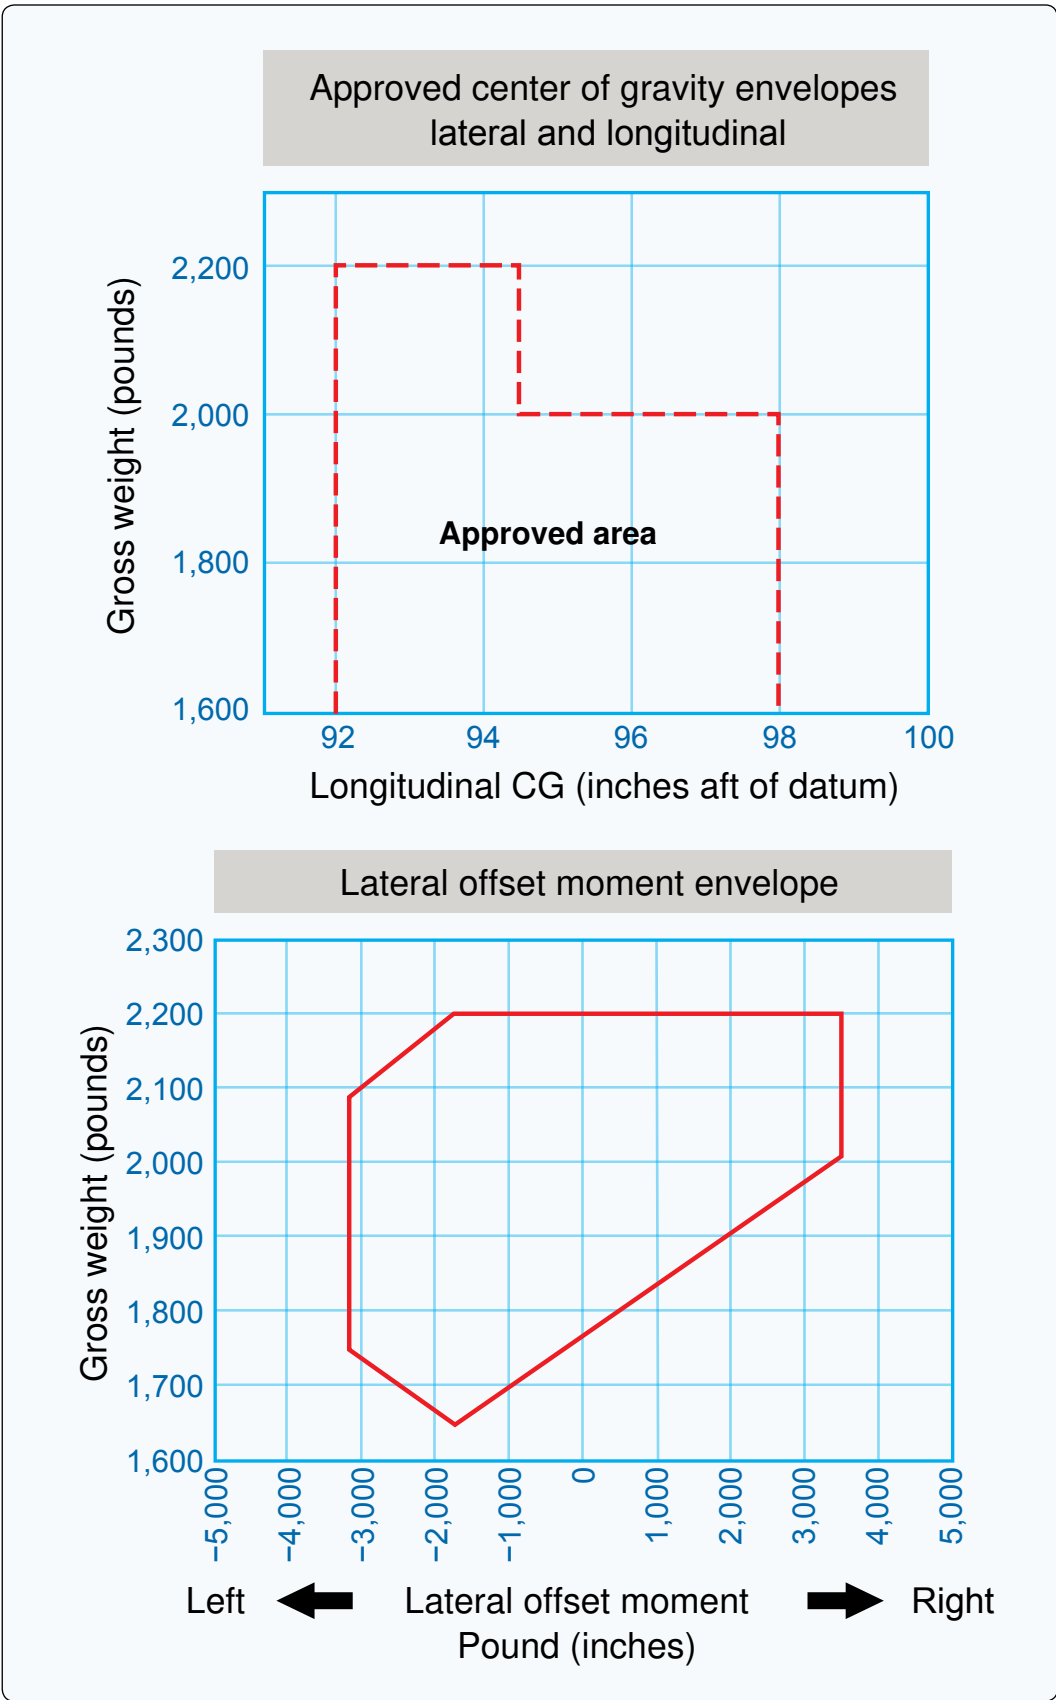 Approved center of gravity envelopes
lateral and longitudinal
Gross weight (pounds)
2,200
2,000
1,800
1,600
Approved area
92 94 96 98 100
Longitudinal CG (inches aft of datum)
Lateral offset moment envelope
Gross weight (pounds)
2,300
2,200
2,100
2,000
1,900
1,800
1,700
1,600
–5,000 –4,000 –3,000 –2,000 –1,000 0 1,000 2,000 3,000 4,000 5,000
Left Lateral offset moment Right
Pound (inches)